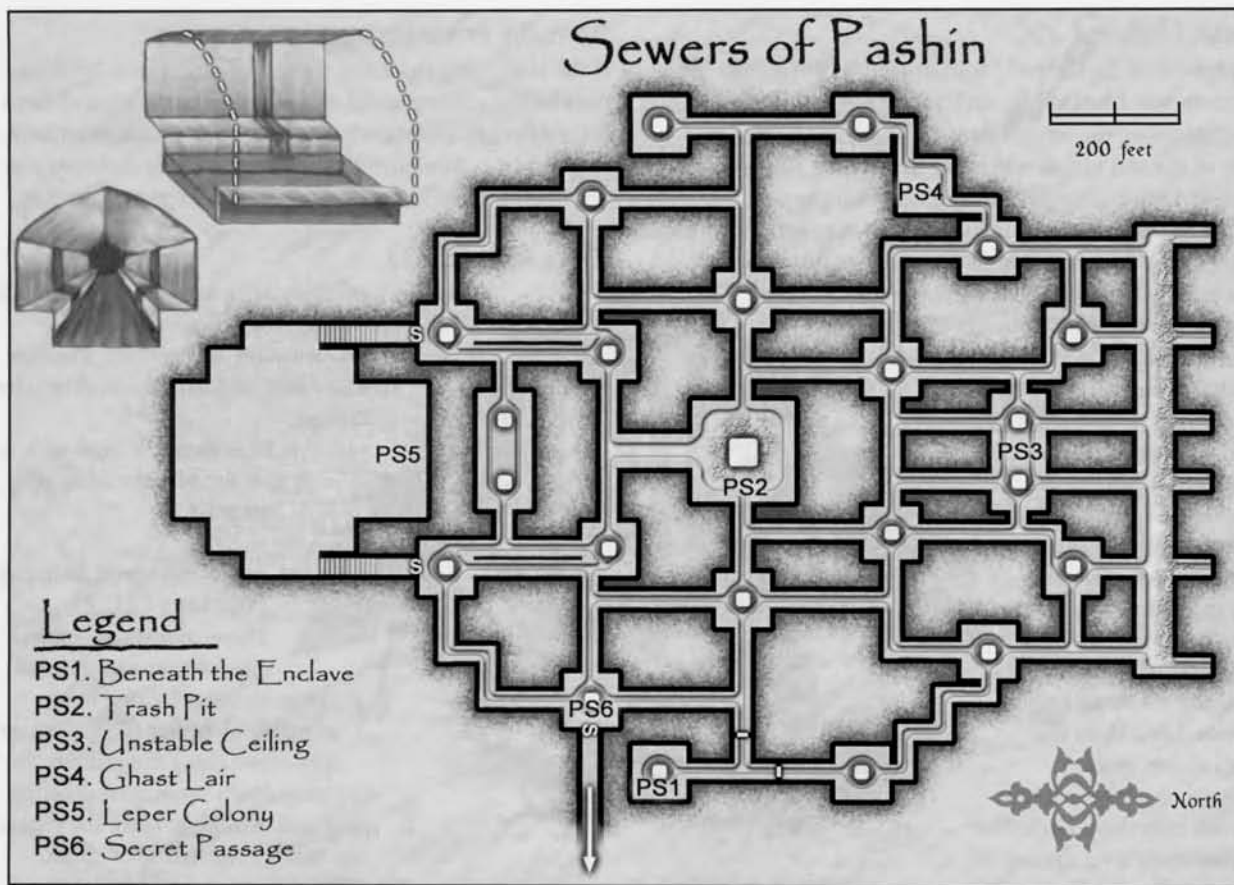 Sewers of Pashin
200 feet
PS4
S
PS5
PS3
PS2
S
Legend
PS1. Beneath the Enclave
PS2. Trash Pit
PS3. Unstable Ceiling
PS4. Ghast Lair
PS5. Leper Colony
PS6. Secret Passage
PS6
S
PS1
North